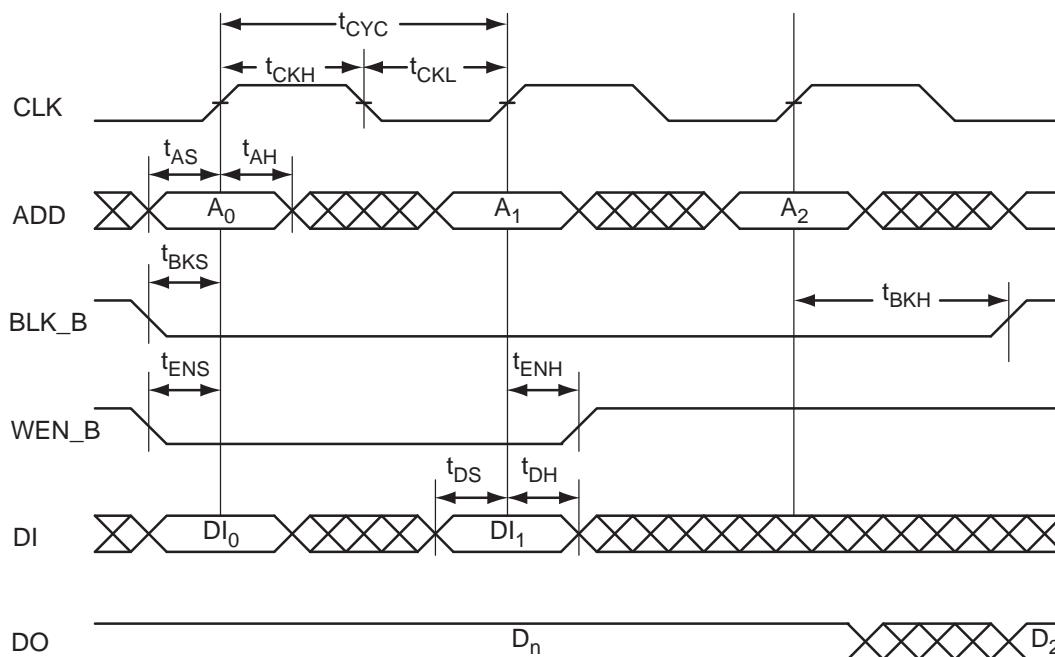 tCYC
tCKH tCKL
CLK
tAS tAH
ADD A0 A1 A2
tBKS
tBKH
BLK_B
tENS tENH
WEN_B
tDS tDH
DI DI0 DI1
DO Dn D2